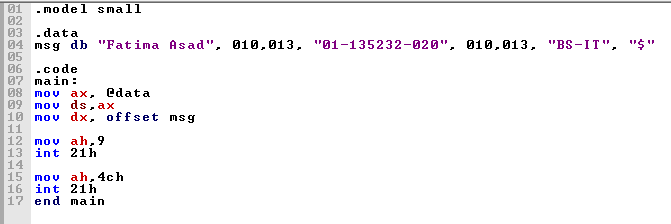 01 .model small
02
03 .data
04 msg db "Fatima Asad", 010,013, "01-135232-020", 010,013, "BS-IT", "$"
05
06 .code
07 main:
08 mov ax, @data
09 mov ds,ax
10 mov dx, offset msg
11
12 mov ah,9
13 int 21h
14
15 mov ah,4ch
16 int 21h
17 end main